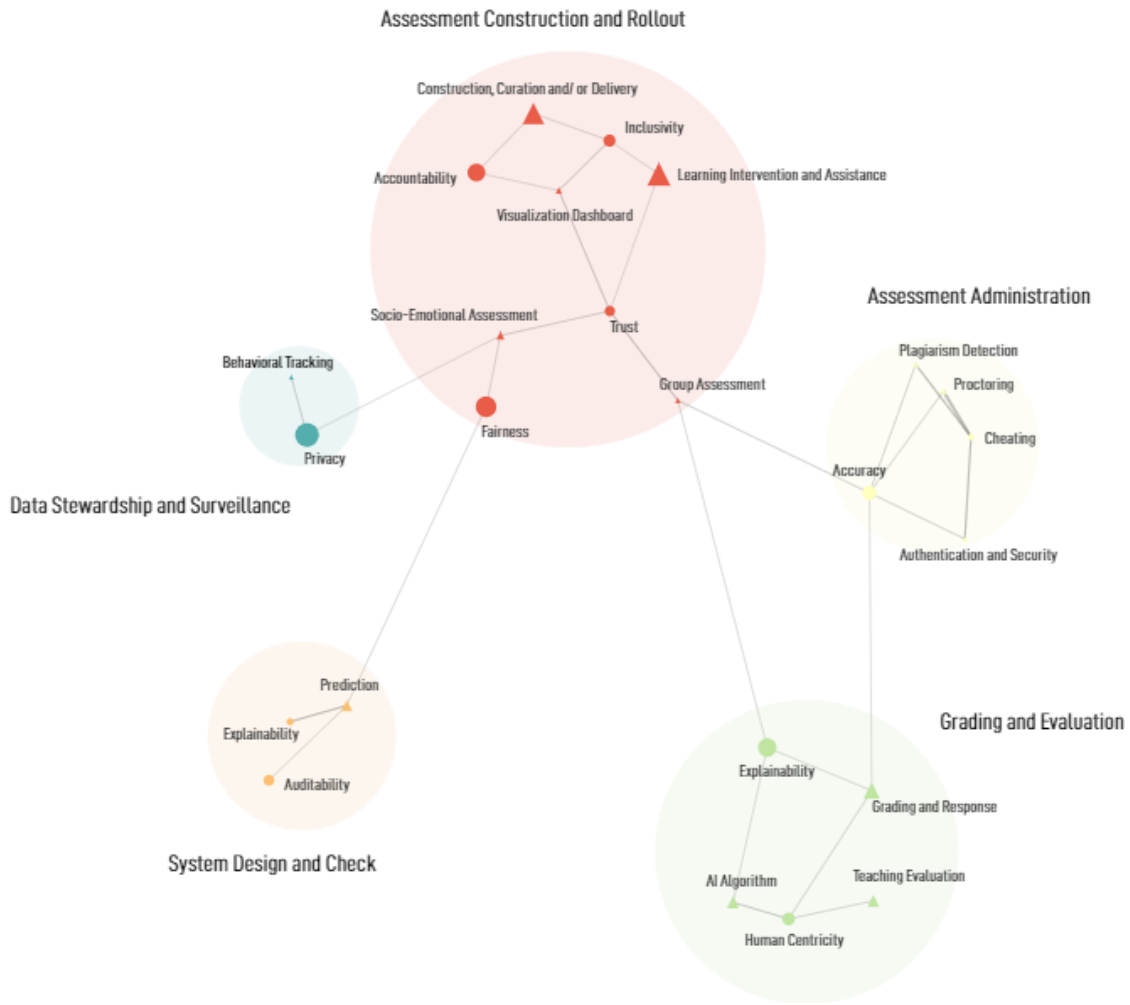 Assessment Construction and Rollout
Construction, Curation and/ or Delivery
Inclusivity
Accountability
Learning Intervention and Assistance
Visualization Dashboard
Assessment Administration
Socio-Emotional Assessment
Trust
Plagiarism Detection
Behavioral Tracking
Group Assessment
Proctoring
Fairness
Cheating
Privacy
Accuracy
Data Stewardship and Surveillance
Authentication and Security
Prediction
Grading and Evaluation
Explainability
Explainability
Auditability
Grading and Response
System Design and Check
AI Algorithm
Teaching Evaluation
Human Centricity